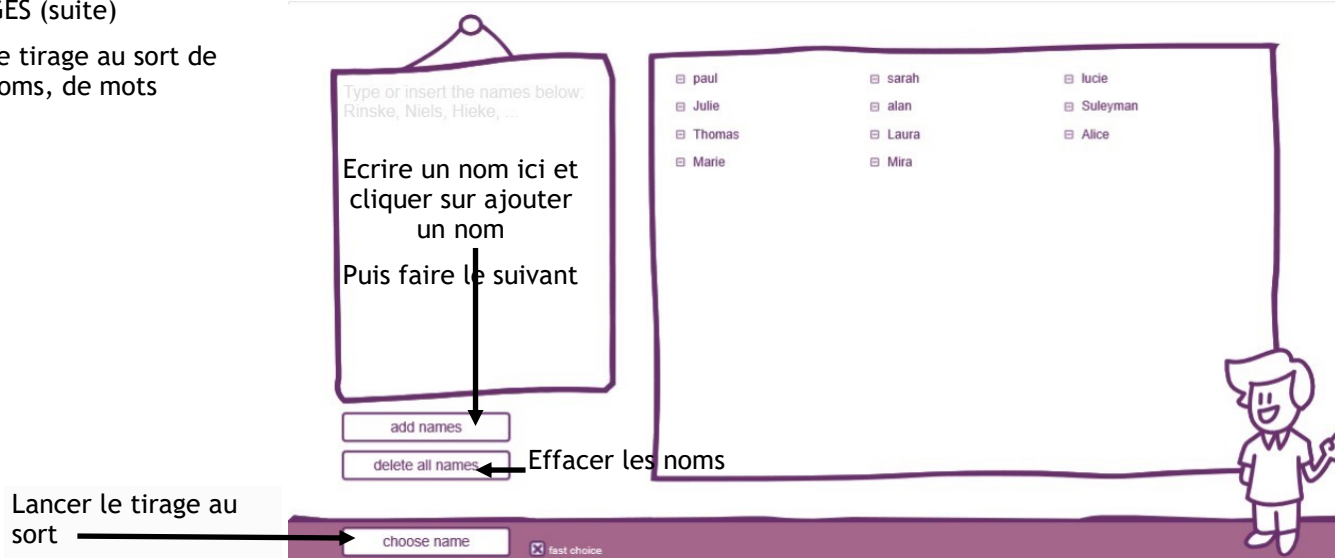 GES (suite)
e tirage au sort de
oms, de mots
Type or insert the names below:
Rinske, Niels, Hieke, ...
Ecrire un nom ici et
cliquer sur ajouter
un nom
Puis faire le suivant
paul sarah lucie
Julie alan Suleyman
Thomas Laura Alice
Marie Mira
add names
delete all names
Effacer les noms
Lancer le tirage au
sort
choose name
fast choice